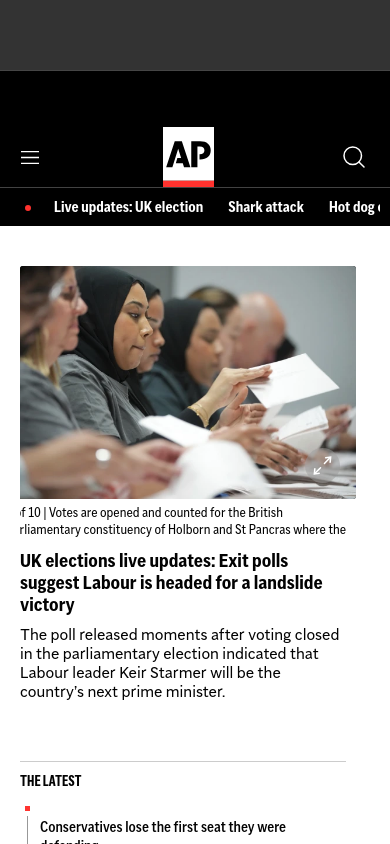 AP
Live updates: UK election Shark attack Hot dog
of 10 | Votes are opened and counted for the British
rliamentary constituency of Holborn and St Pancras where the
UK elections live updates: Exit polls
suggest Labour is headed for a landslide
victory
The poll released moments after voting closed
in the parliamentary election indicated that
Labour leader Keir Starmer will be the
country’s next prime minister.
THE LATEST
Conservatives lose the first seat they were
defending